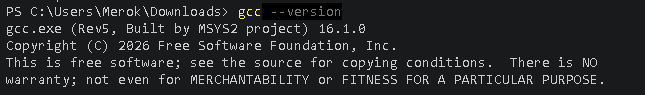 PS C:\Users\Merok\Downloads> gcc --version
gcc.exe (Rev5, Built by MSYS2 project) 16.1.0
Copyright (C) 2026 Free Software Foundation, Inc.
This is free software; see the source for copying conditions.  There is NO
warranty; not even for MERCHANTABILITY or FITNESS FOR A PARTICULAR PURPOSE.